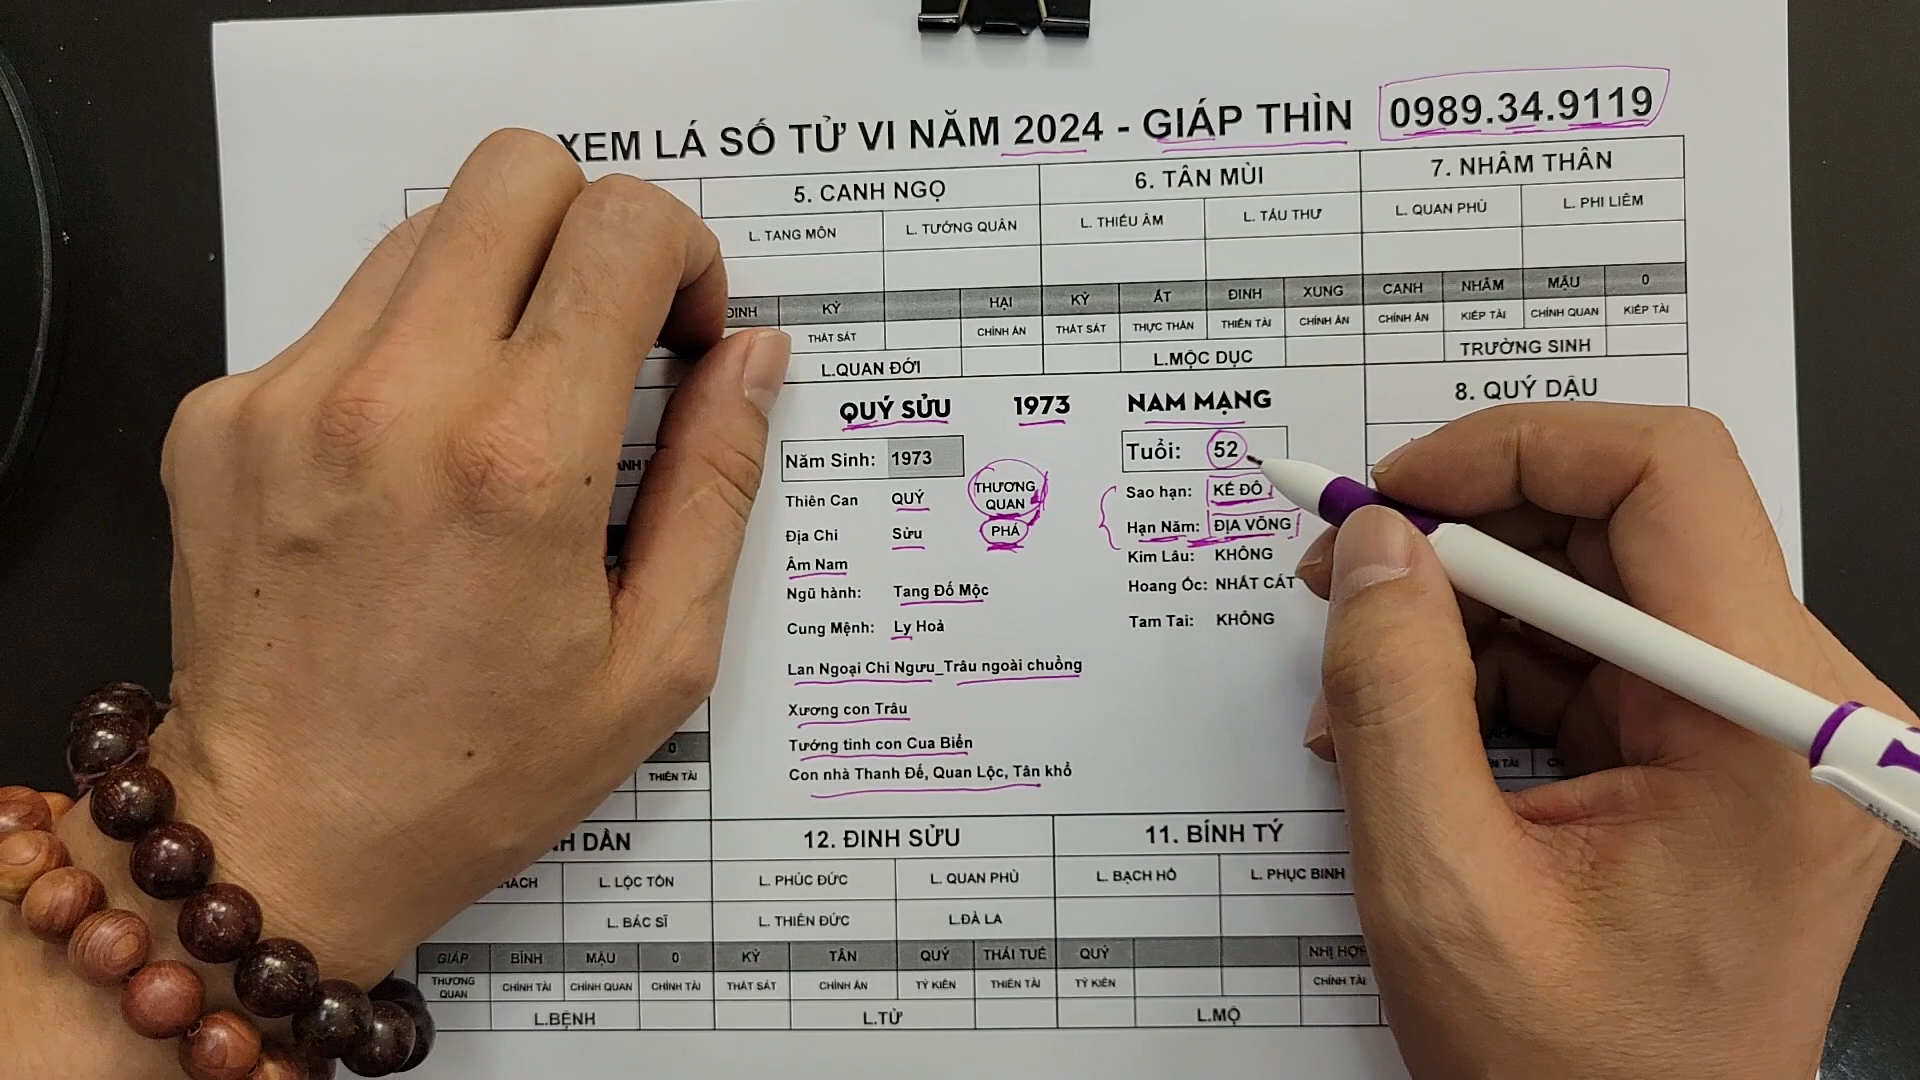 XEM LÁ SỐ TỬ VI NĂM 2024 - GIÁP THÌN 0989.34.9119
5. CANH NGỌ
6. TÂN MÙI
7. NHÂM THÂN
L. TANG MÔN L. TƯỚNG QUÂN L. THIẾU ÂM L. TẤU THƯ L. QUAN PHÙ L. PHI LIÊM
ĐINH KỶ HẠI KỶ ẤT ĐINH XUNG CANH NHÂM MẬU 0
THẤT SÁT CHÍNH ẤN THẤT SÁT THỰC THẦN THIÊN TÀI CHÍNH ẤN CHÍNH ẤN KIẾP TÀI CHÍNH QUAN KIẾP TÀI
L.QUAN ĐỚI L.MỘC DỤC TRƯỜNG SINH
QUÝ SỬU 1973 NAM MẠNG
8. QUÝ DẬU
Năm Sinh: 1973
Tuổi: 52
Thiên Can QUÝ THƯƠNG QUAN
Sao hạn: KẾ ĐÔ
Địa Chi Sửu PHÁ
Hạn Năm: ĐỊA VÕNG
Âm Nam
Kim Lâu: KHÔNG
Ngũ hành: Tang Đố Mộc
Hoang Ốc: NHẤT CÁT
Cung Mệnh: Ly Hoả
Tam Tai: KHÔNG
Lan Ngoại Chi Ngưu_Trâu ngoài chuồng
Xương con Trâu
Tướng tinh con Cua Biển
Con nhà Thanh Đế, Quan Lộc, Tân khổ
0
THIÊN TÀI
DẦN
12. ĐINH SỬU
11. BÍNH TÝ
L. LỘC TỒN L. PHÚC ĐỨC L. QUAN PHỦ L. BẠCH HỔ L. PHỤC BINH
L. BÁC SĨ L. THIÊN ĐỨC L.ĐÀ LA
GIÁP BÍNH MẬU 0 KỶ TÂN QUÝ THÁI TUẾ QUÝ NHỊ HỢP
THƯƠNG QUAN CHÍNH TÀI CHÍNH QUAN CHÍNH TÀI THẤT SÁT CHÍNH ẤN TỶ KIÊN THIÊN TÀI TỶ KIÊN CHÍNH TÀI
L.BỆNH L.TỬ L.MỘ